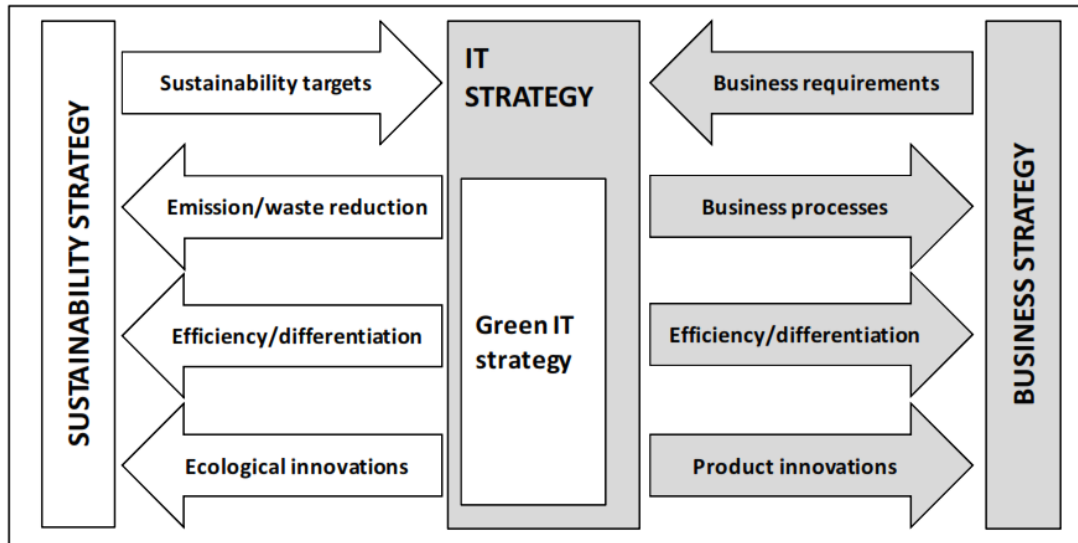 SUSTAINABILITY STRATEGY
Sustainability targets
Emission/waste reduction
Efficiency/differentiation
Ecological innovations
IT
STRATEGY
Green IT
strategy
Business requirements
Business processes
Efficiency/differentiation
Product innovations
BUSINESS STRATEGY